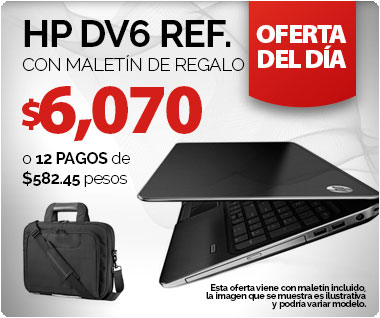 HP DV6 REF.
CON MALETÍN DE REGALO
OFERTA
DEL DÍA
$6,070
o 12 PAGOS de
$582.45 pesos
hp
Esta oferta viene con maletín incluido,
la imagen que se muestra es ilustrativa
y podría variar modelo.